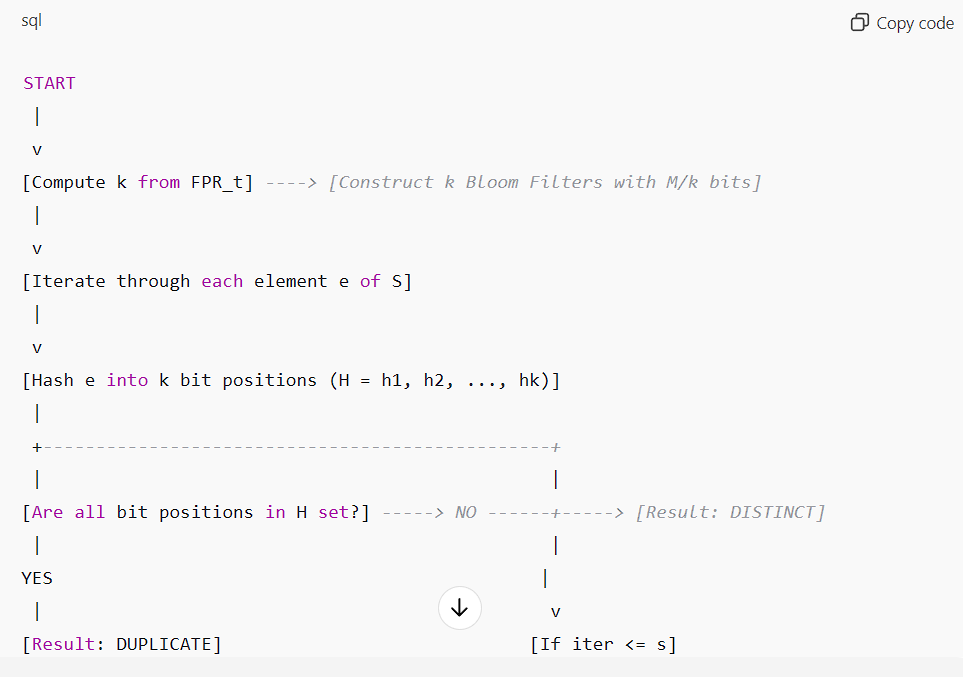 sql
Copy code
START
|
v
[Compute k from FPR_t] ----> [Construct k Bloom Filters with M/k bits]
|
v
[Iterate through each element e of S]
|
v
[Hash e into k bit positions (H = h1, h2, ..., hk)]
|
+------------------------------------------------+
|                                                |
[Are all bit positions in H set?] -----> NO ------+-----> [Result: DISTINCT]
|                                                |
YES                                              |
|                                                v
[Result: DUPLICATE]                             [If iter <= s]